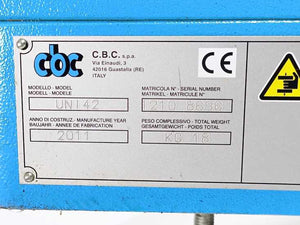 cbc
C.B.C. s.p.a.
Via Einaudi, 3
42016 Guastalla (RE)
ITALY
CE
MODELLO - MODEL
MODELL - MODELE
UNI42
MATRICOLA N° - SERIAL NUMBER
MATRIKEL - MATRICULE N°
ANNO DI COSTRUZ. - MANUFACTURE YEAR
BAUJAHR - ANNEE DE FABRICATION
2011
PESO COMPLESSIVO - TOTAL WEIGHT
GESAMTGEWICHT - POIDS TOTAL